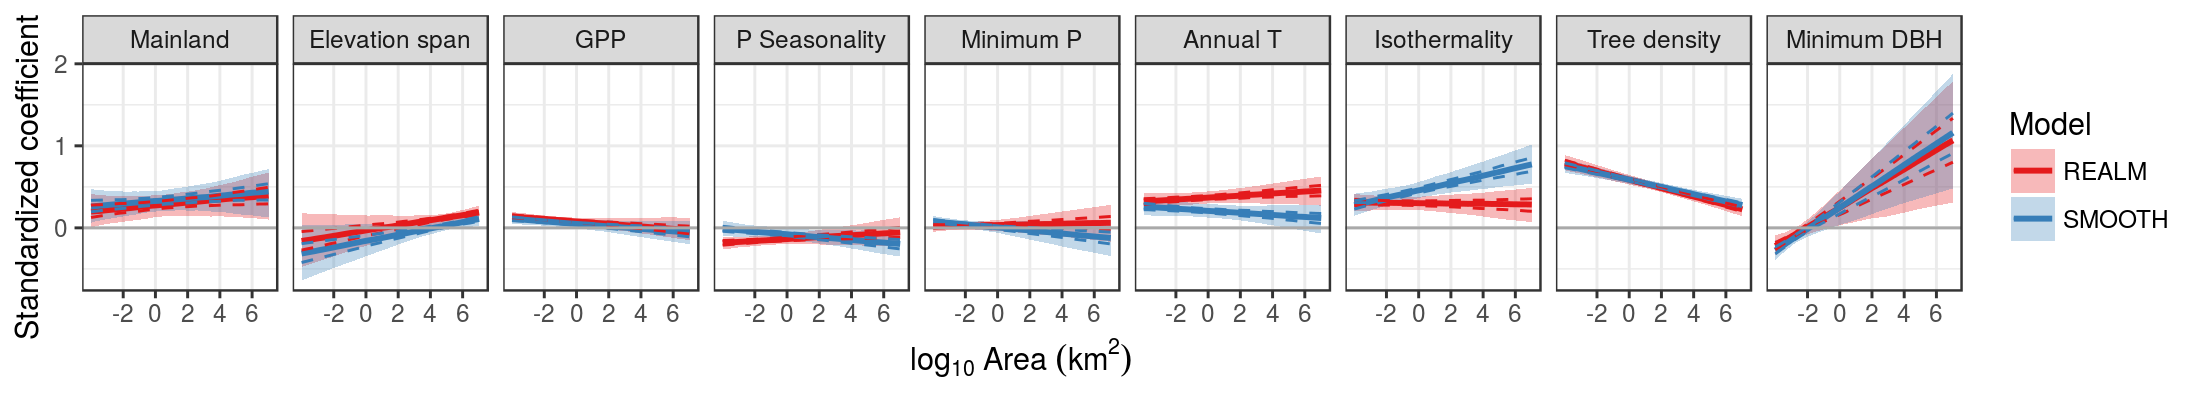 Mainland
Elevation span
GPP
P Seasonality
Minimum P
Annual T
Isothermality
Tree density
Minimum DBH
Standardized coefficient
2
1
0
-2 0 2 4 6
-2 0 2 4 6
-2 0 2 4 6
-2 0 2 4 6
-2 0 2 4 6
-2 0 2 4 6
-2 0 2 4 6
-2 0 2 4 6
-2 0 2 4 6
log10 Area (km2)
Model
REALM
SMOOTH